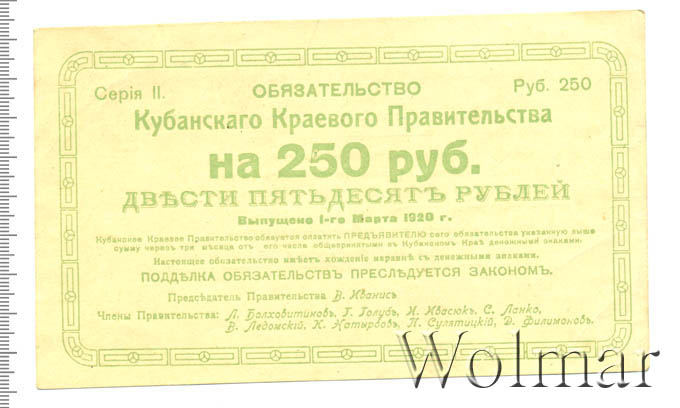 Серія II.
ОБЯЗАТЕЛЬСТВО
Руб. 250
Кубанскаго Краевого Правительства
на 250 руб.
ДВѢСТИ ПЯТЬДЕСЯТЪ РУБЛЕЙ
Выпущено 1-го Марта 1920 г.
Кубанское Краевое Правительство обязуется оплатить ПРЕДЪЯВИТЕЛЮ сего обязательства указанную выше
сумму черезъ три мѣсяца отъ его числа общепринятыми въ Кубанскомъ Краѣ денежными знаками.
Настоящее обязательство имѣетъ хожденіе наравнѣ съ денежными знаками.
ПОДДѢЛКА ОБЯЗАТЕЛЬСТВЪ ПРЕСЛѢДУЕТСЯ ЗАКОНОМЪ.
Предсѣдатель Правительства В. Иванисъ
Члены Правительства: Л. Болховитиновъ, Г. Голубъ, И. Ивасюкъ, С. Ланко,
В. Ледомскій, К. Натырбовъ, П. Сулятицкій, Д. Филимоновъ.
Wolmar